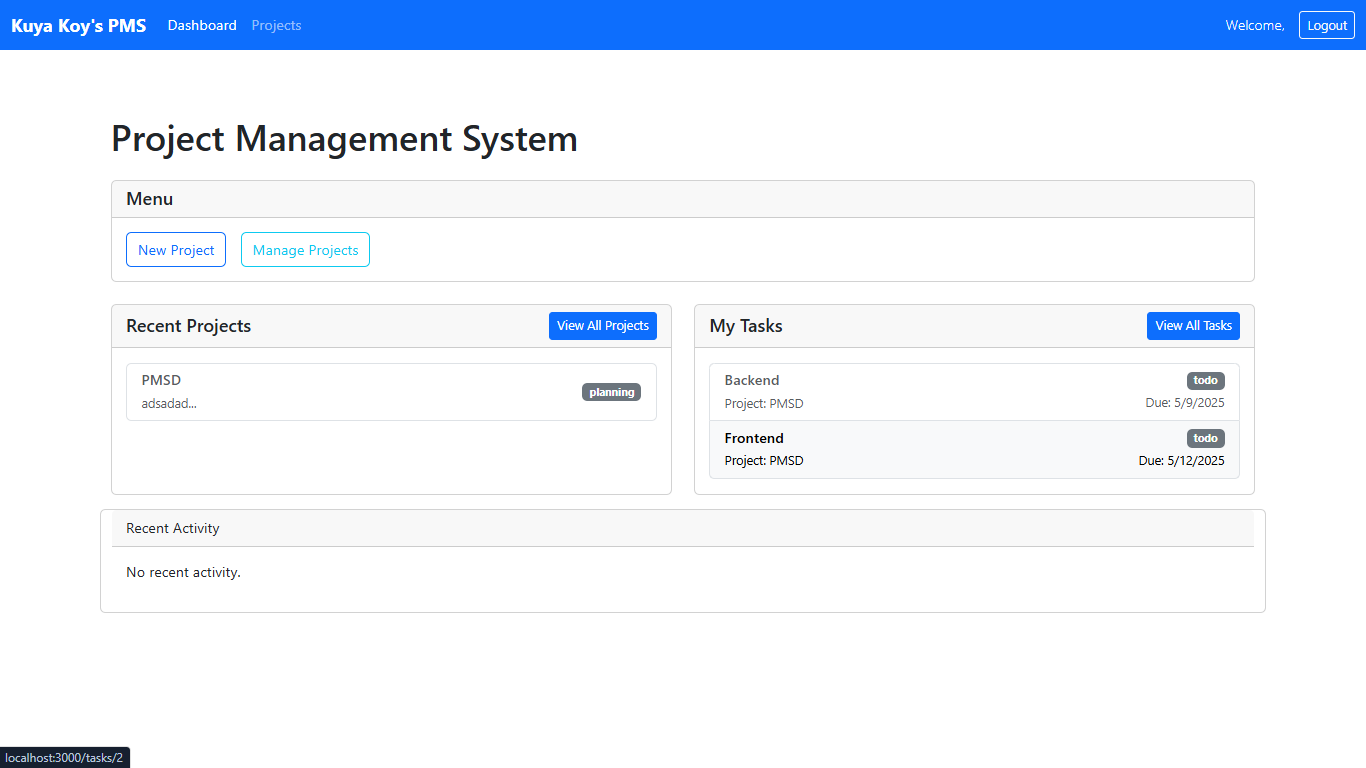 Kuya Koy's PMS Dashboard Projects Welcome, Logout
Project Management System
Menu
New Project Manage Projects
Recent Projects View All Projects
PMSD
adsadad...
planning
My Tasks View All Tasks
Backend todo
Project: PMSD Due: 5/9/2025
Frontend todo
Project: PMSD Due: 5/12/2025
Recent Activity
No recent activity.
localhost:3000/tasks/2